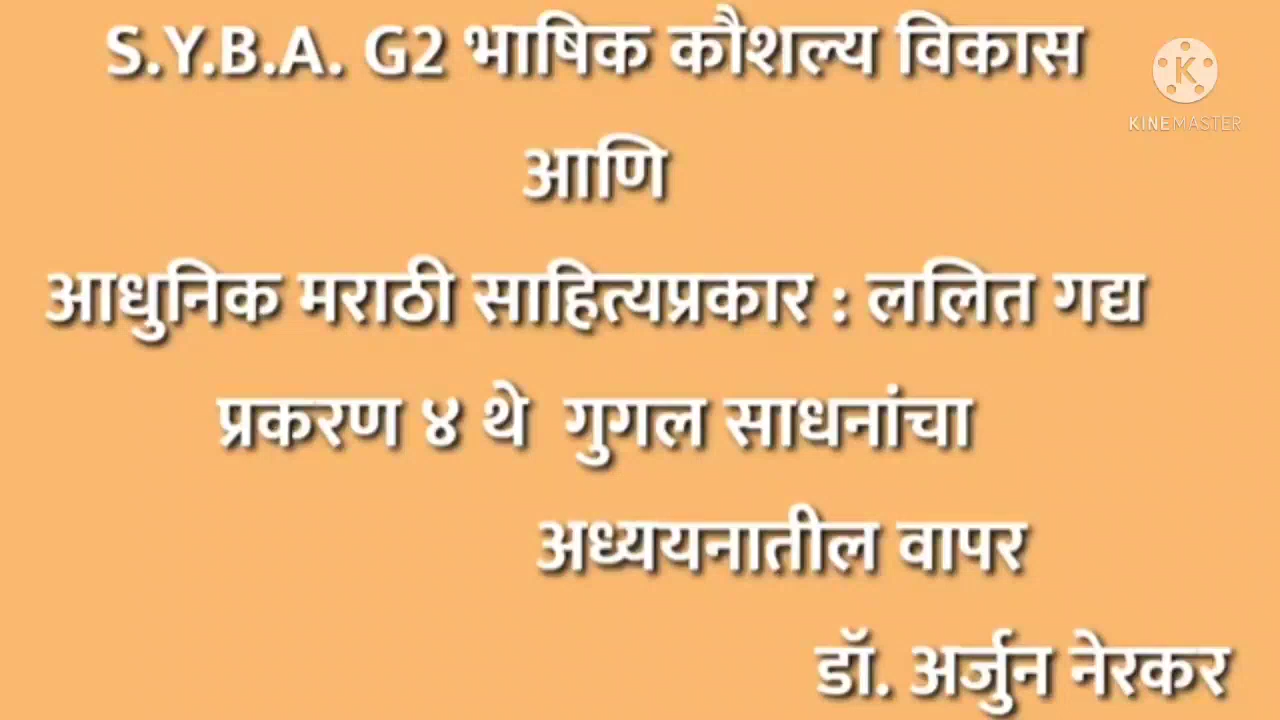 S.Y.B.A. G2 भाषिक कौशल्य विकास
KINEMASTER
आणि
आधुनिक मराठी साहित्यप्रकार : ललित गद्य
प्रकरण ४ थे गुगल साधनांचा
अध्ययनातील वापर
डॉ. अर्जुन नेरकर